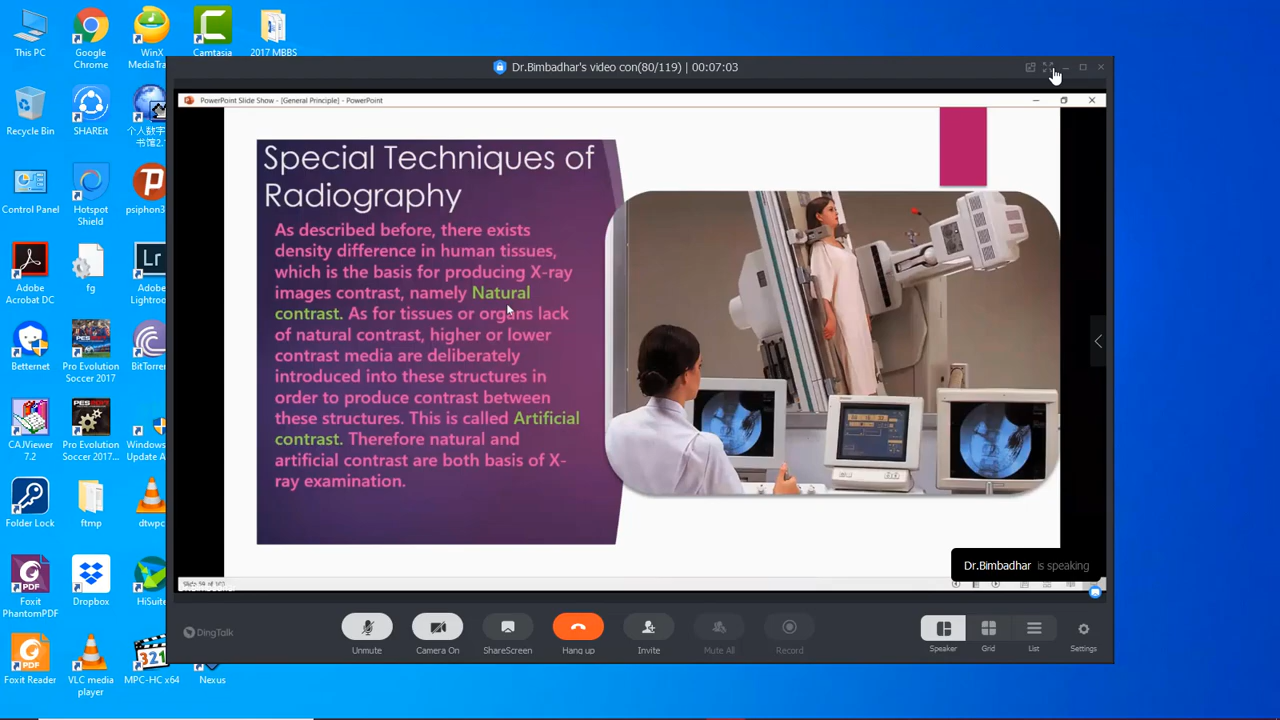 This PC
Google
Chrome
WinX
MediaTra...
Camtasia
2017 MBBS
Recycle Bin
SHAREit
个人数字
书馆2.
Control Panel
Hotspot
Shield
psiphon3
Adobe
Acrobat DC
fg
Adobe
Lightroo
Betternet
Pro Evolution
Soccer 2017
BitTorren
CAJViewer
7.2
Pro Evolution
Soccer 2017...
Windows
Update A
Folder Lock
ftmp
dtwpc
Foxit
PhantomPDF
Dropbox
HiSuite
Foxit Reader
VLC media
player
MPC-HC x64
Nexus
Dr.Bimbadhar's video con(80/119) | 00:07:03
PowerPoint Slide Show - [General Principle] - PowerPoint
Special Techniques of
Radiography
As described before, there exists
density difference in human tissues,
which is the basis for producing X-ray
images contrast, namely Natural
contrast. As for tissues or organs lack
of natural contrast, higher or lower
contrast media are deliberately
introduced into these structures in
order to produce contrast between
these structures. This is called Artificial
contrast. Therefore natural and
artificial contrast are both basis of X-
ray examination.
Dr.Bimbadhar is speaking
DingTalk
Unmute
Camera On
ShareScreen
Hang up
Invite
Mute All
Record
Speaker
Grid
List
Settings